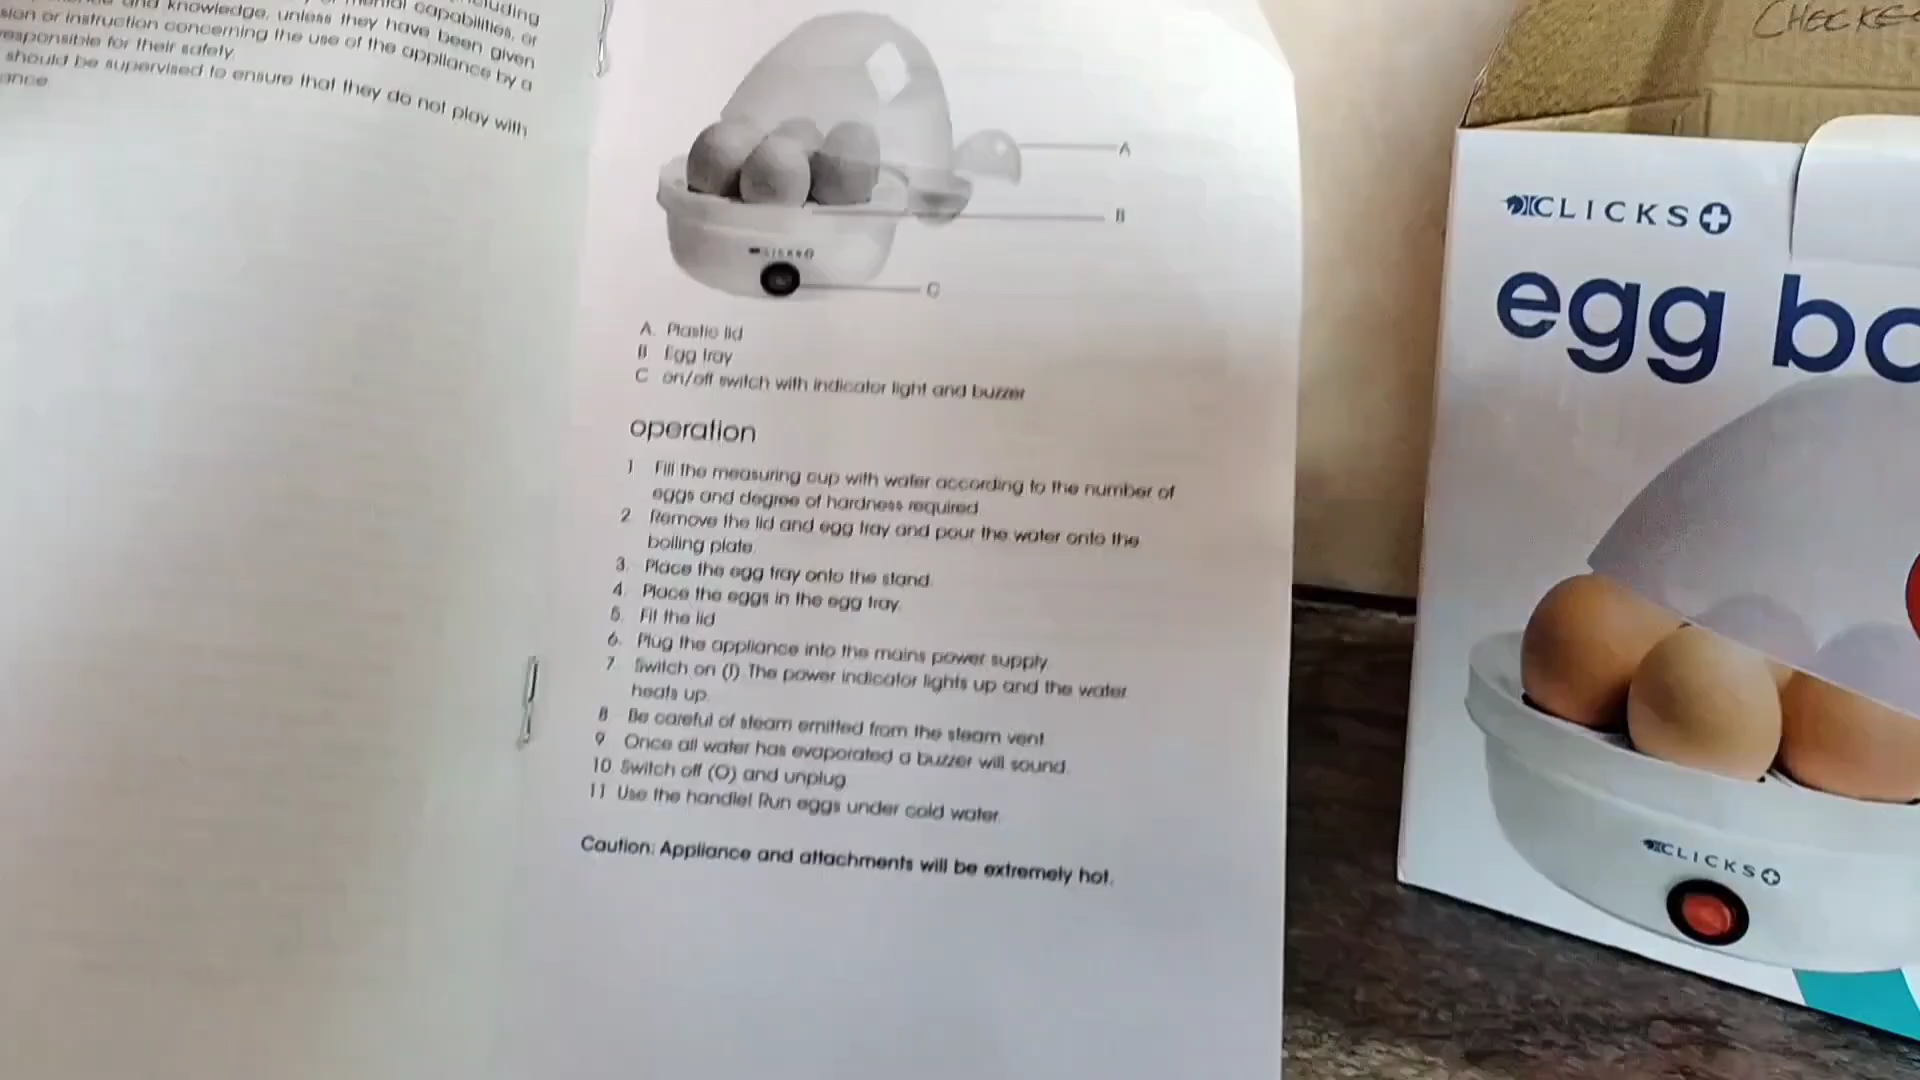 capabilities, or
and knowledge, unless they have been given
or instruction concerning the use of the appliance by a
responsible for their safety.
should be supervised to ensure that they do not play with
A
B
C
CLICKS
A. Plastic lid
B Egg tray
C on/off switch with indicator light and buzzer
operation
1 Fill the measuring cup with water according to the number of
eggs and degree of hardness required
2. Remove the lid and egg tray and pour the water onto the
boiling plate.
3. Place the egg tray onto the stand.
4. Place the eggs in the egg tray.
5. Fit the lid
6. Plug the appliance into the mains power supply.
7. Switch on (I) The power indicator lights up and the water
heats up.
8 Be careful of steam emitted from the steam vent
9 Once all water has evaporated a buzzer will sound.
10 Switch off (O) and unplug
11 Use the handle! Run eggs under cold water.
Caution: Appliance and attachments will be extremely hot.
CLICKS
egg bo
CLICKS